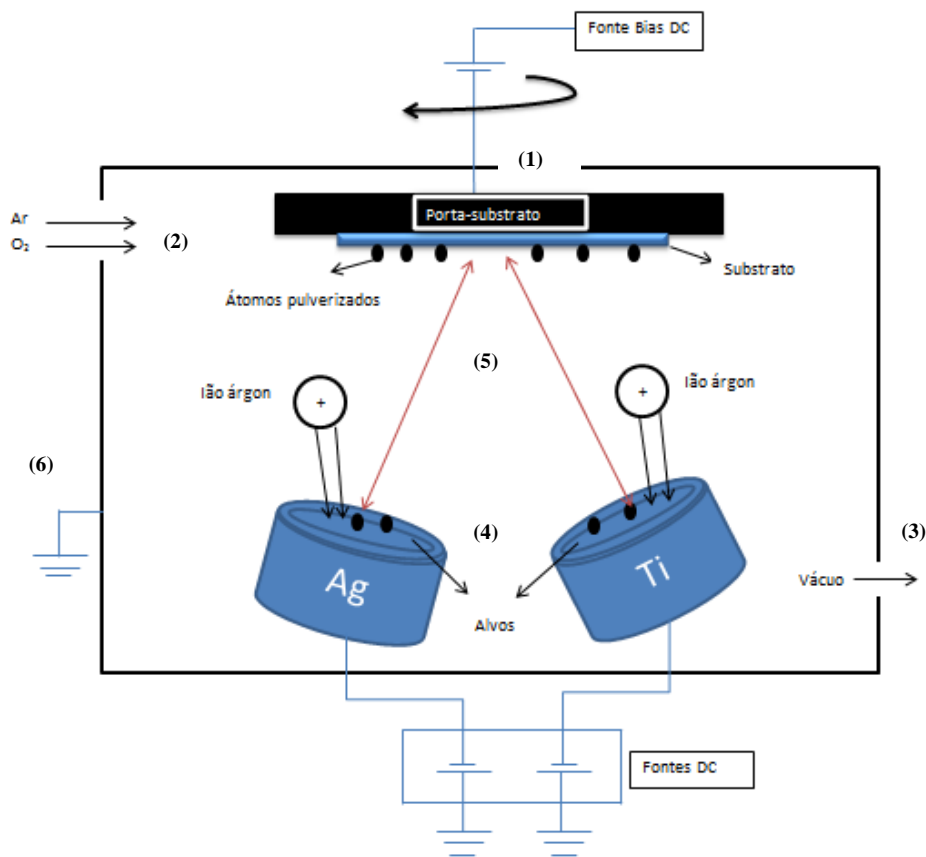 Fonte Bias DC
(1)
Porta-substrato
Ar
O₂
(2)
Substrato
Átomos pulverizados
(5)
Ião árgon
+
Ião árgon
+
(6)
(4)
(3)
Ag
Ti
Vácuo
Alvos
Fontes DC